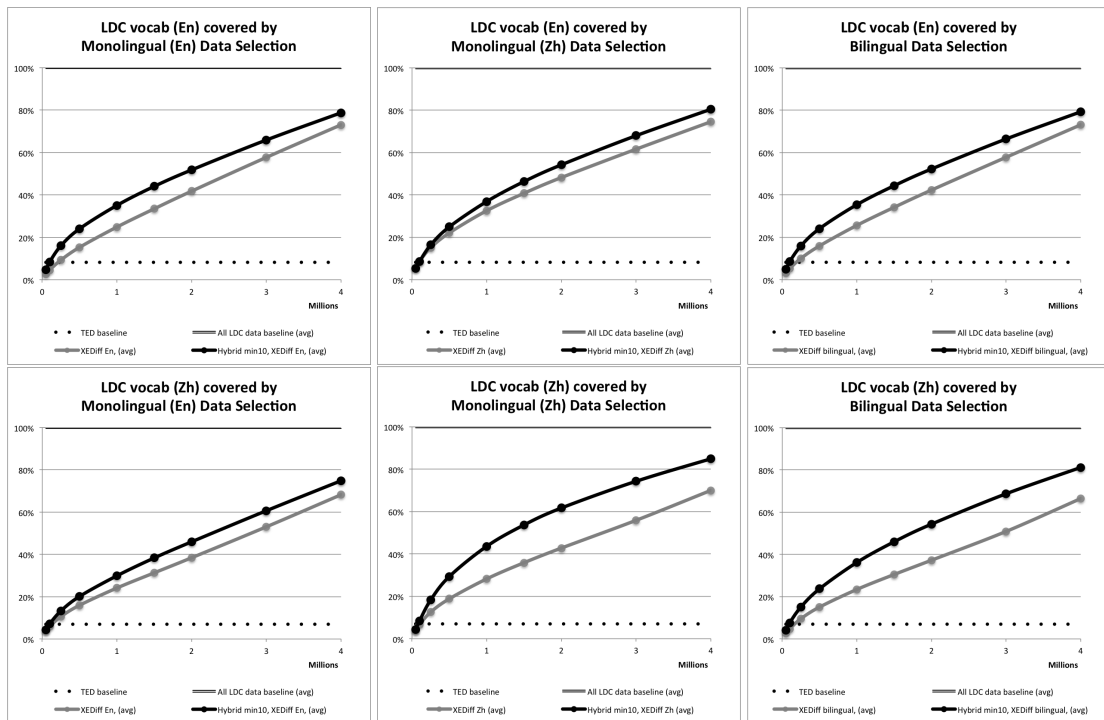 LDC vocab (En) covered by
Monolingual (En) Data Selection
100%
80%
60%
40%
20%
0%
0 1 2 3 4
Millions
TED baseline All LDC data baseline (avg)
XEDiff En, (avg) Hybrid min10, XEDiff En, (avg)
LDC vocab (En) covered by
Monolingual (Zh) Data Selection
100%
80%
60%
40%
20%
0%
0 1 2 3 4
Millions
TED baseline All LDC data baseline (avg)
XEDiff Zh (avg) Hybrid min10, XEDiff Zh (avg)
LDC vocab (En) covered by
Bilingual Data Selection
100%
80%
60%
40%
20%
0%
0 1 2 3 4
Millions
TED baseline All LDC data baseline (avg)
XEDiff bilingual, (avg) Hybrid min10, XEDiff bilingual, (avg)
LDC vocab (Zh) covered by
Monolingual (En) Data Selection
100%
80%
60%
40%
20%
0%
0 1 2 3 4
Millions
TED baseline All LDC data baseline (avg)
XEDiff En, (avg) Hybrid min10, XEDiff En, (avg)
LDC vocab (Zh) covered by
Monolingual (Zh) Data Selection
100%
80%
60%
40%
20%
0%
0 1 2 3 4
Millions
TED baseline All LDC data baseline (avg)
XEDiff Zh (avg) Hybrid min10, XEDiff Zh (avg)
LDC vocab (Zh) covered by
Bilingual Data Selection
100%
80%
60%
40%
20%
0%
0 1 2 3 4
Millions
TED baseline All LDC data baseline (avg)
XEDiff bilingual, (avg) Hybrid min10, XEDiff bilingual, (avg)